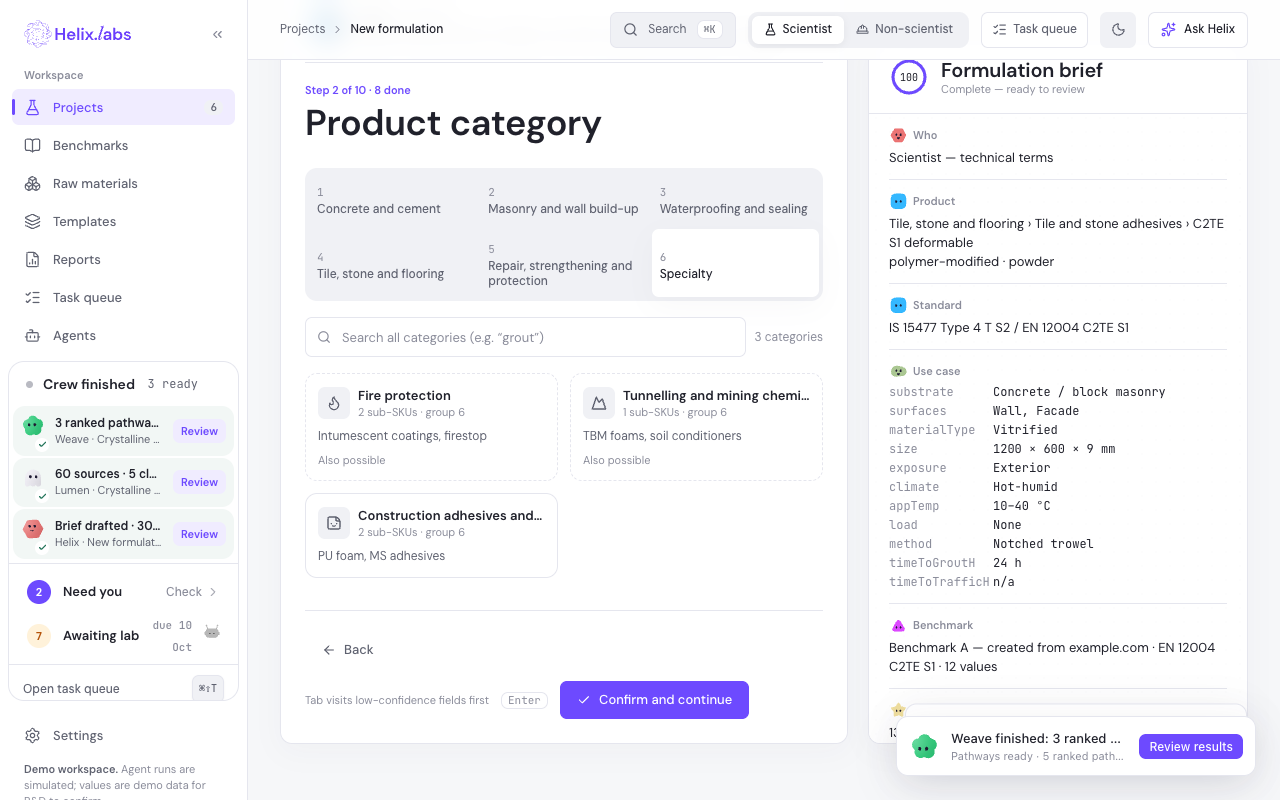 Helix.labs
Workspace
Projects 6
Benchmarks
Raw materials
Templates
Reports
Task queue
Agents
Crew finished 3 ready
3 ranked pathwa...
Weave · Crystalline ...
Review
60 sources · 5 cl...
Lumen · Crystalline ...
Review
Brief drafted · 30...
Helix · New formulat...
Review
2 Need you Check
7 Awaiting lab due 10 Oct
Open task queue ⌘⇧T
Settings
Demo workspace. Agent runs are
simulated; values are demo data for
Projects › New formulation
Search ⌘K
Scientist
Non-scientist
Task queue
Ask Helix
Step 2 of 10 · 8 done
Product category
1
Concrete and cement
2
Masonry and wall build-up
3
Waterproofing and sealing
4
Tile, stone and flooring
5
Repair, strengthening and
protection
6
Specialty
Search all categories (e.g. “grout”)
3 categories
Fire protection
2 sub-SKUs · group 6
Intumescent coatings, firestop
Also possible
Tunnelling and mining chemi...
1 sub-SKUs · group 6
TBM foams, soil conditioners
Also possible
Construction adhesives and...
2 sub-SKUs · group 6
PU foam, MS adhesives
Back
Tab visits low-confidence fields first Enter
Confirm and continue
100
Formulation brief
Complete — ready to review
Who
Scientist — technical terms
Product
Tile, stone and flooring › Tile and stone adhesives › C2TE
S1 deformable
polymer-modified · powder
Standard
IS 15477 Type 4 T S2 / EN 12004 C2TE S1
Use case
substrate Concrete / block masonry
surfaces Wall, Facade
materialType Vitrified
size 1200 × 600 × 9 mm
exposure Exterior
climate Hot-humid
appTemp 10–40 °C
load None
method Notched trowel
timeToGroutH 24 h
timeToTrafficH n/a
Benchmark
Benchmark A — created from example.com · EN 12004
C2TE S1 · 12 values
Weave finished: 3 ranked ...
Pathways ready · 5 ranked path...
Review results